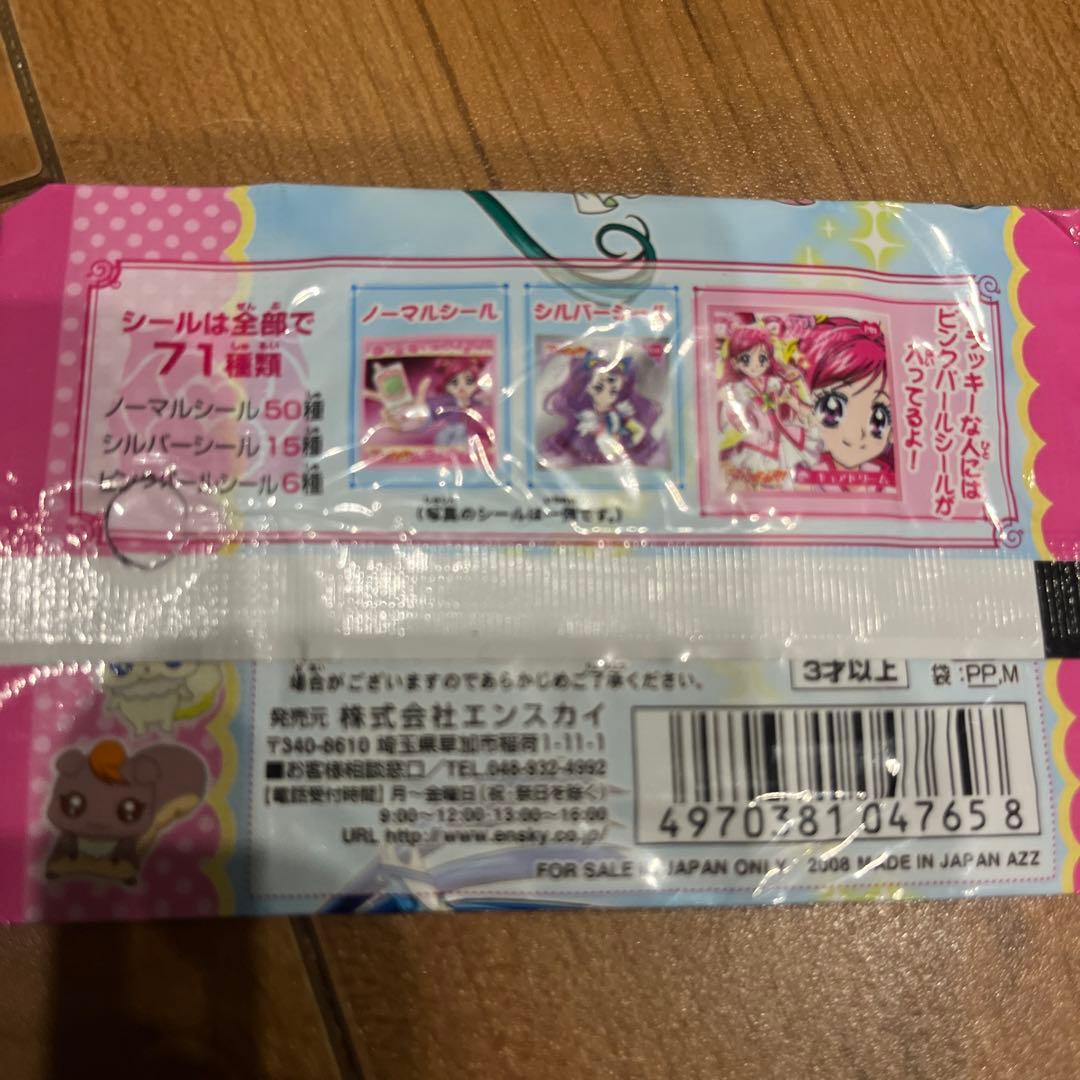 シールは全部で
71種類
ノーマルシール50種
シルバーシール15種
ピンクパールシール6種
ノーマルシール
シルバーシール
(写真のシールは一例です。)
ラッキーな人には
ピンクパールシールが
入ってるよ!
キュアドリーム
場合がございますのであらかじめご了承ください。
3才以上
袋:PP,M
発売元 株式会社エンスカイ
〒340-8610 埼玉県草加市稲荷1-11-1
■お客様相談窓口/TEL.048-932-4992
【電話受付時間】月~金曜日(祝・祭日を除く)
9:00~12:00・13:00~16:00
URL http://www.ensky.co.jp/
4970381047658
FOR SALE IN JAPAN ONLY 2008 MADE IN JAPAN AZZ